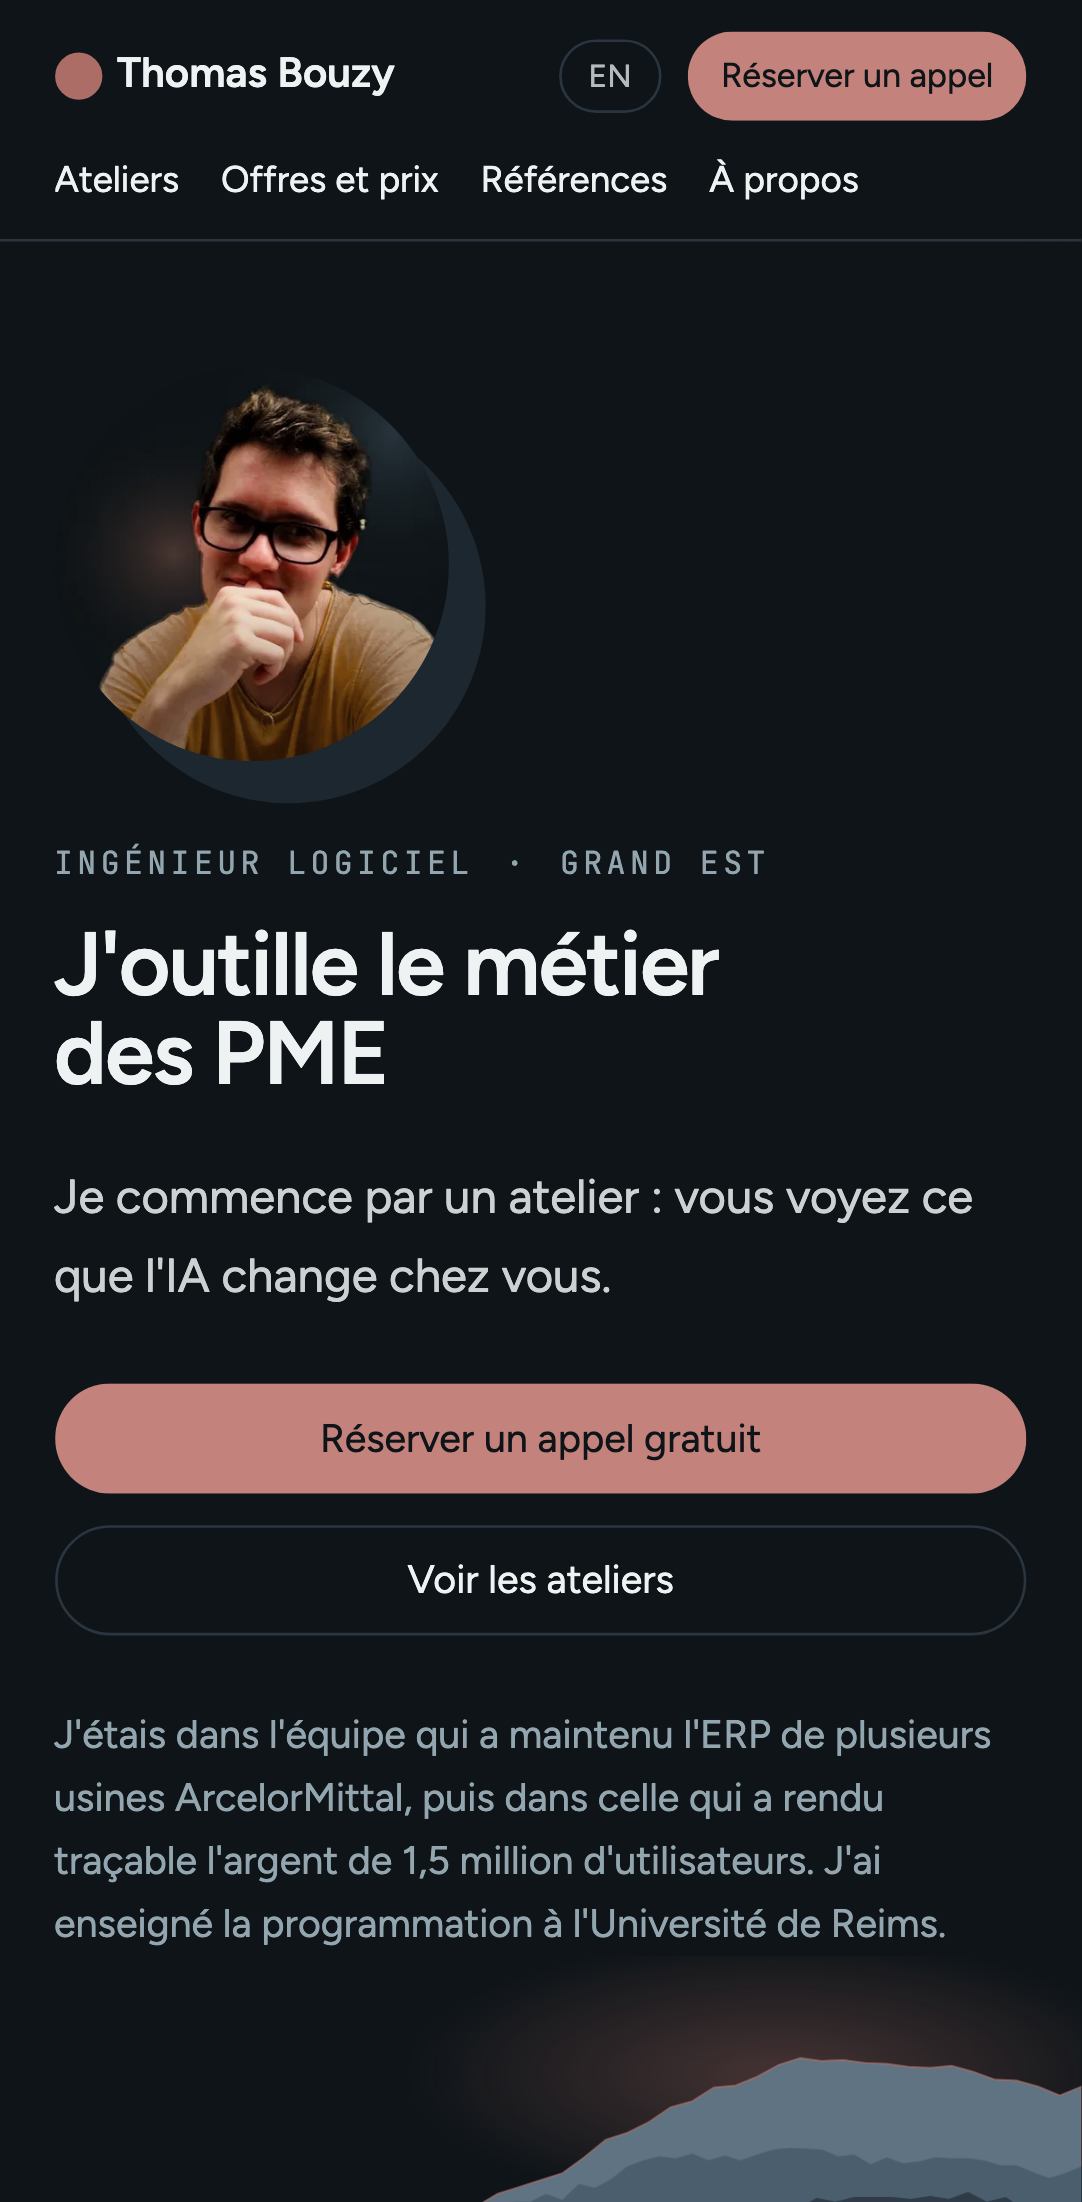 Thomas Bouzy
EN
Réserver un appel
Ateliers
Offres et prix
Références
À propos
INGÉNIEUR LOGICIEL · GRAND EST
J'outille le métier
des PME
Je commence par un atelier : vous voyez ce
que l'IA change chez vous.
Réserver un appel gratuit
Voir les ateliers
J'étais dans l'équipe qui a maintenu l'ERP de plusieurs
usines ArcelorMittal, puis dans celle qui a rendu
traçable l'argent de 1,5 million d'utilisateurs. J'ai
enseigné la programmation à l'Université de Reims.